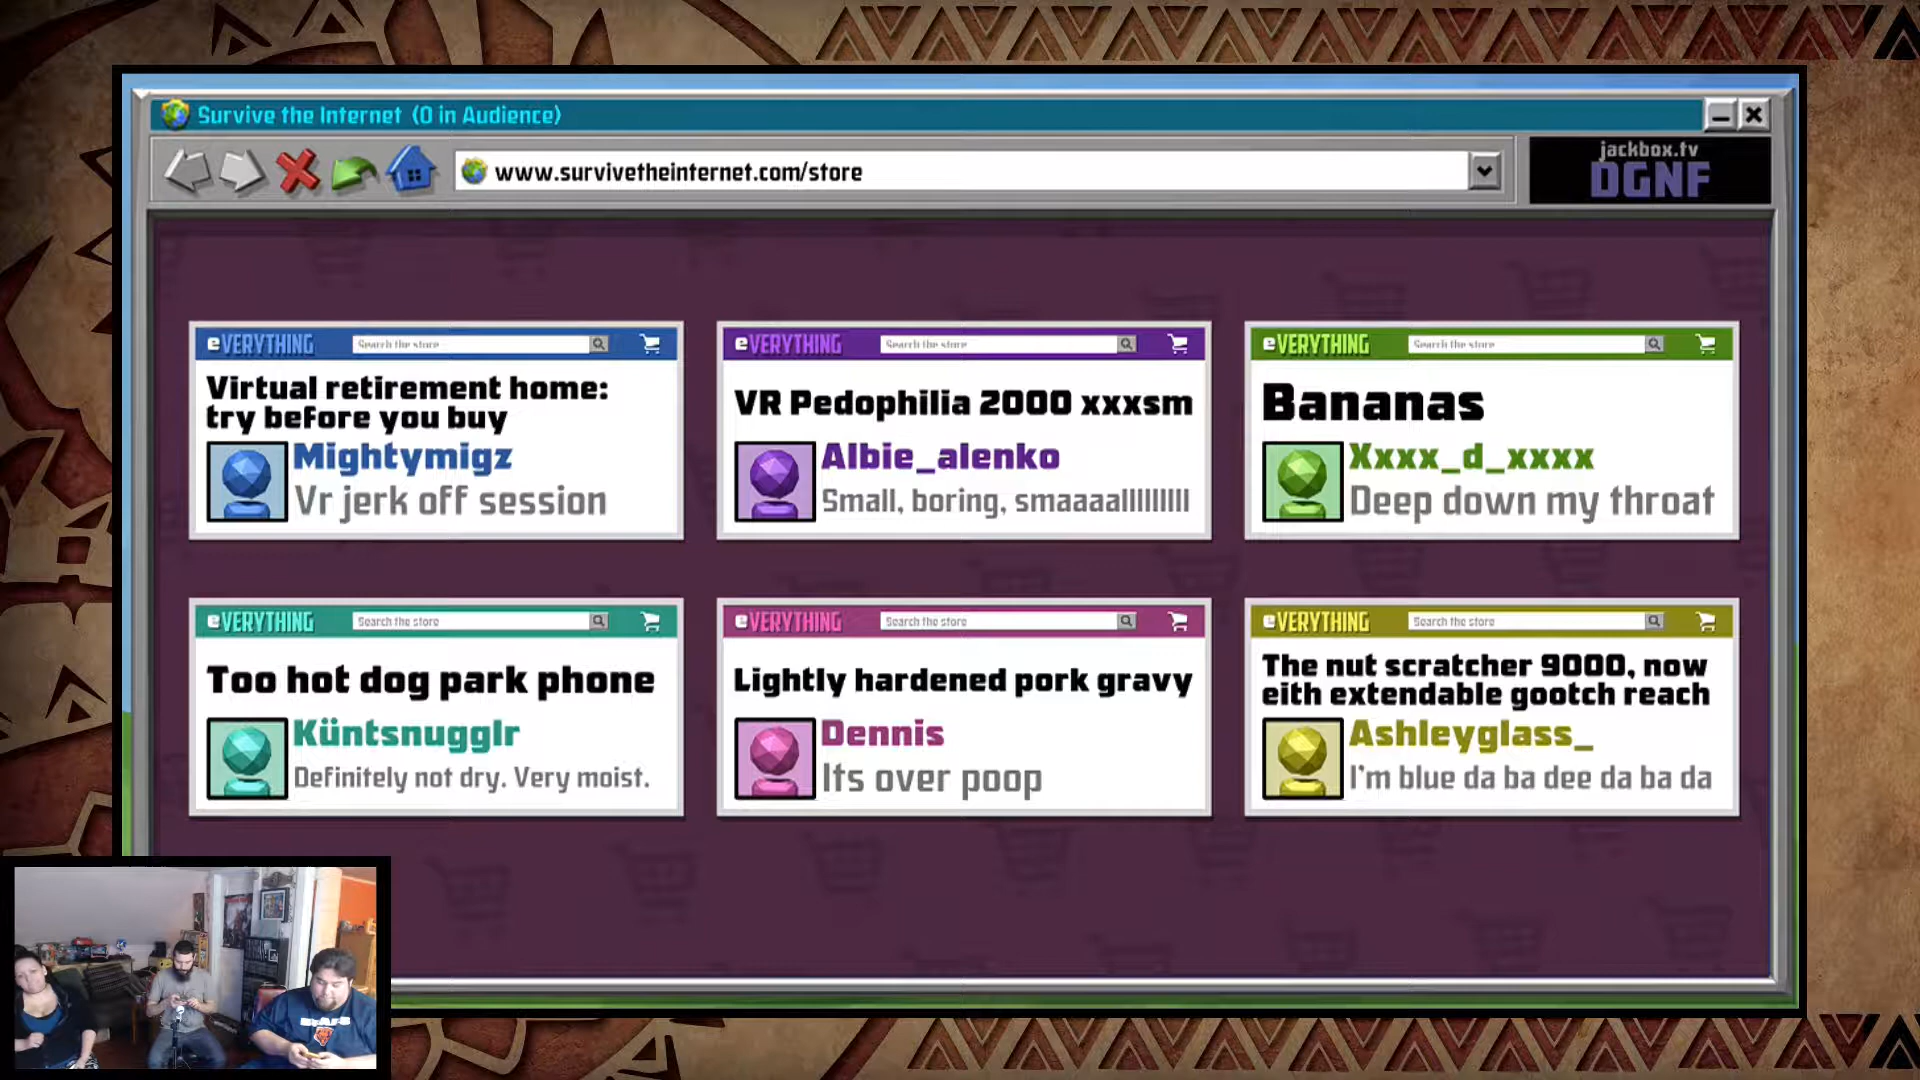 Survive the Internet (0 in Audience)
www.survivetheinternet.com/store
jackbox.tv
DGNF
eVERYTHING
Search the store
Virtual retirement home:
try before you buy
Mightymigz
Vr jerk off session
eVERYTHING
Search the store
VR Pedophilia 2000 xxxsm
Albie_alenko
Small, boring, smaaaallllllll
eVERYTHING
Search the store
Bananas
Xxxx_d_xxxx
Deep down my throat
eVERYTHING
Search the store
Too hot dog park phone
Küntsnugglr
Definitely not dry. Very moist.
eVERYTHING
Search the store
Lightly hardened pork gravy
Dennis
Its over poop
eVERYTHING
Search the store
The nut scratcher 9000, now
eith extendable gootch reach
Ashleyglass_
I'm blue da ba dee da ba da
BEARS